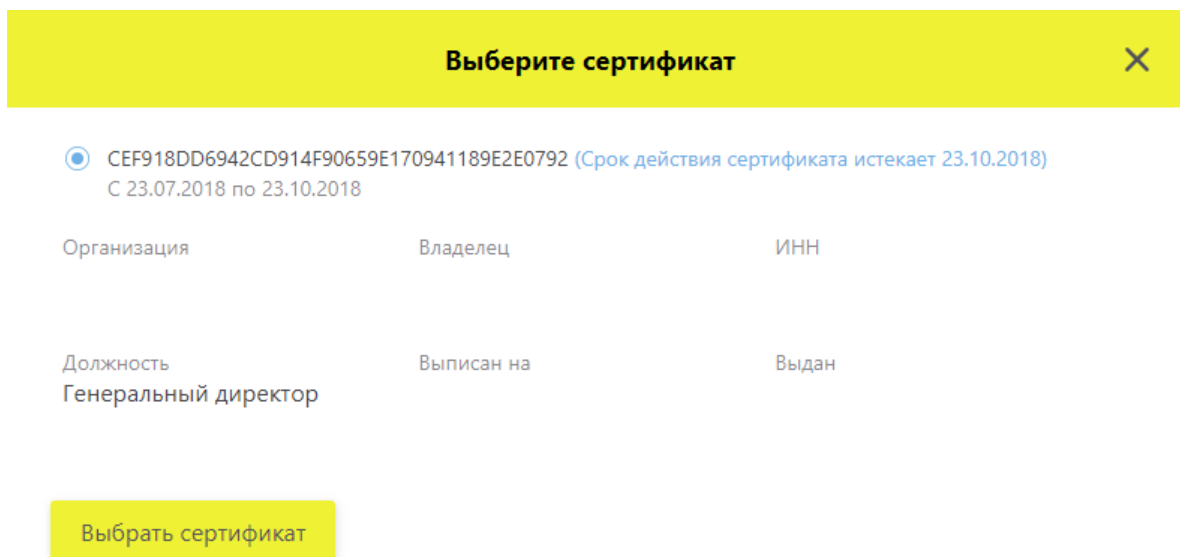 Выберите сертификат
CEF918DD6942CD914F90659E170941189E2E0792 (Срок действия сертификата истекает 23.10.2018)
С 23.07.2018 по 23.10.2018
Организация Владелец ИНН
Должность Выписан на Выдан
Генеральный директор
Выбрать сертификат